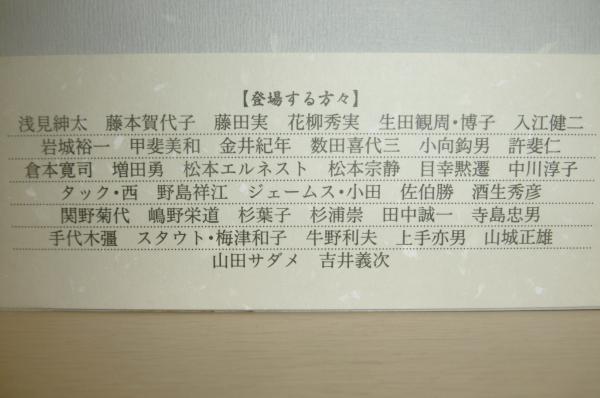 【登場する方々】
浅見紳太 藤本賀代子 藤田実 花柳秀実 生田観周・博子 入江健二
岩城裕一 甲斐美和 金井紀年 数田喜代三 小向鈎男 許斐仁
倉本寛司 増田勇 松本エルネスト 松本宗静 目幸黙遷 中川淳子
タック・西 野島祥江 ジェームス・小田 佐伯勝 酒生秀彦
関野菊代 嶋野栄道 杉葉子 杉浦崇 田中誠一 寺島忠男
手代木彊 スタウト・梅津和子 牛野利夫 上手亦男 山城正雄
山田サダメ 吉井義次